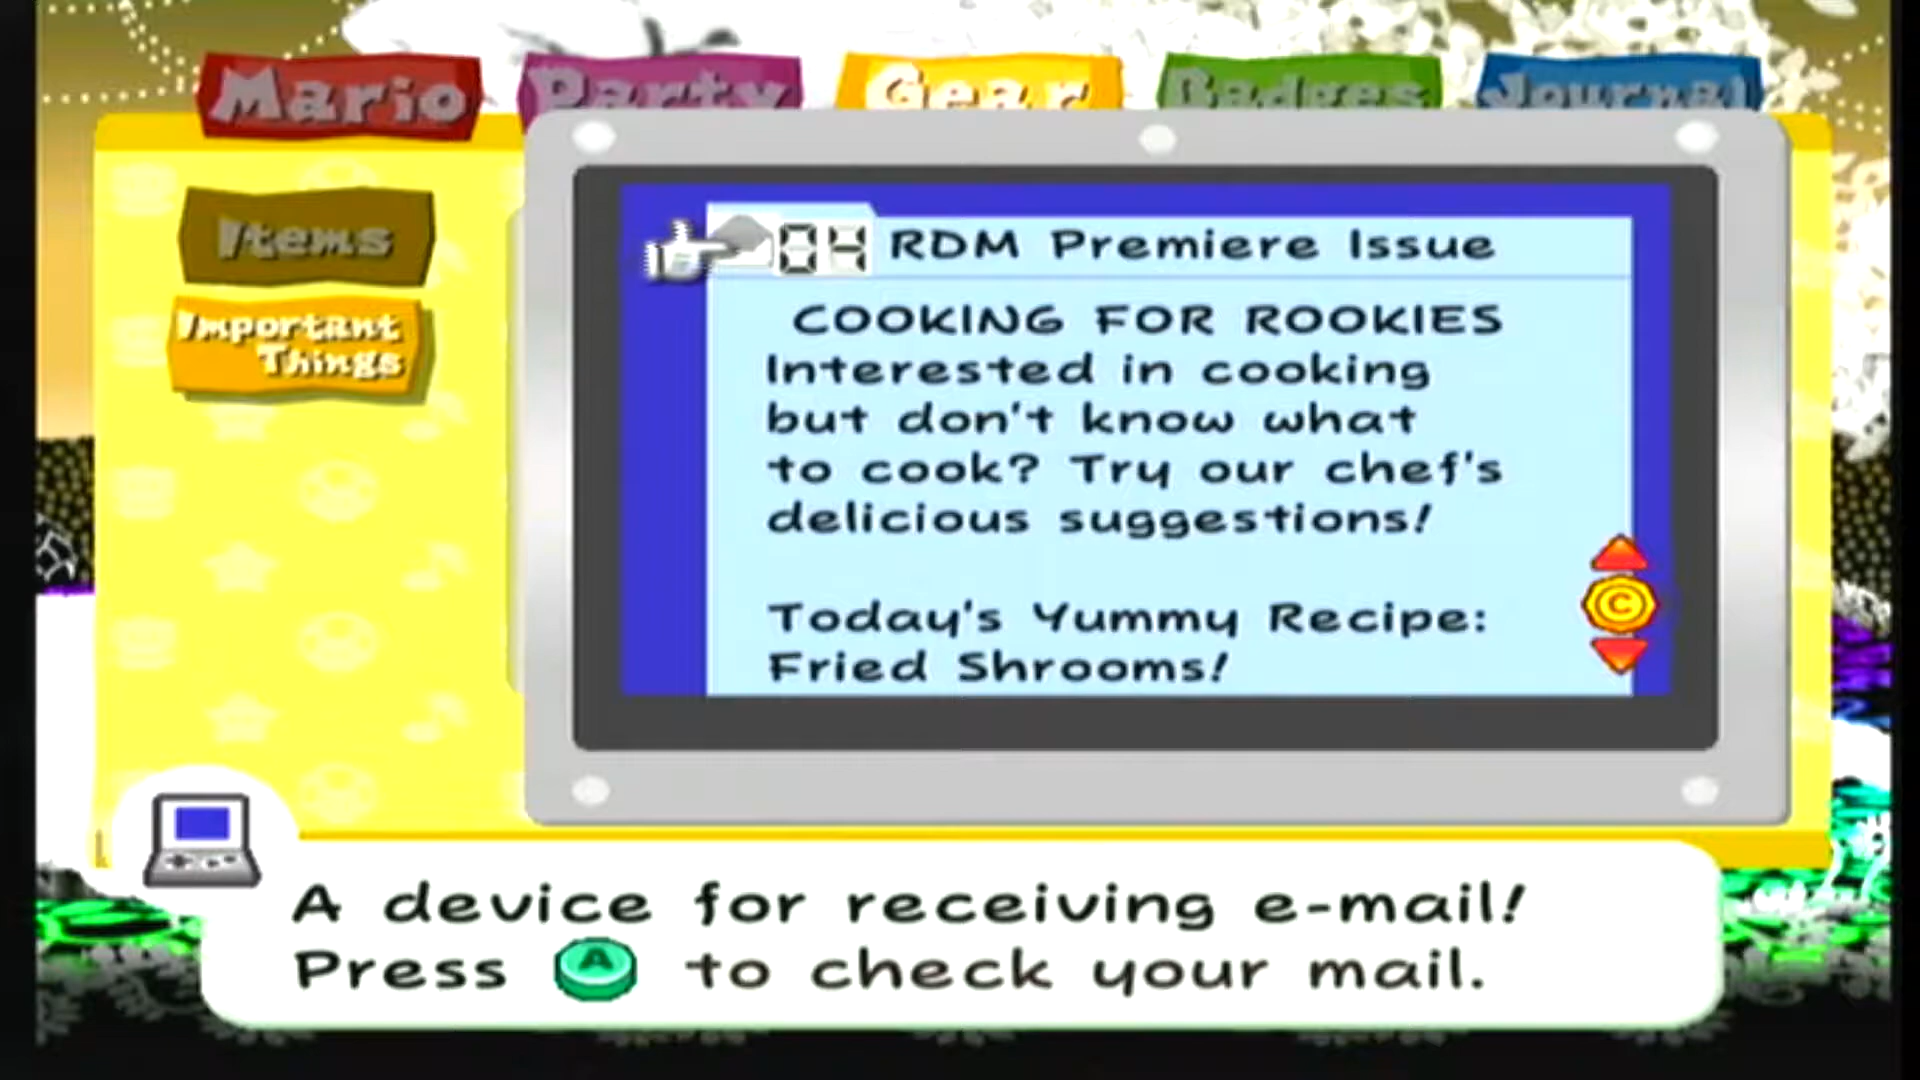 Mario
Party
Gear
Badges
Journal
Items
Important
Things
04 RDM Premiere Issue
COOKING FOR ROOKIES
Interested in cooking
but don't know what
to cook? Try our chef's
delicious suggestions!
Today's Yummy Recipe:
Fried Shrooms!
C
A device for receiving e-mail!
Press A to check your mail.